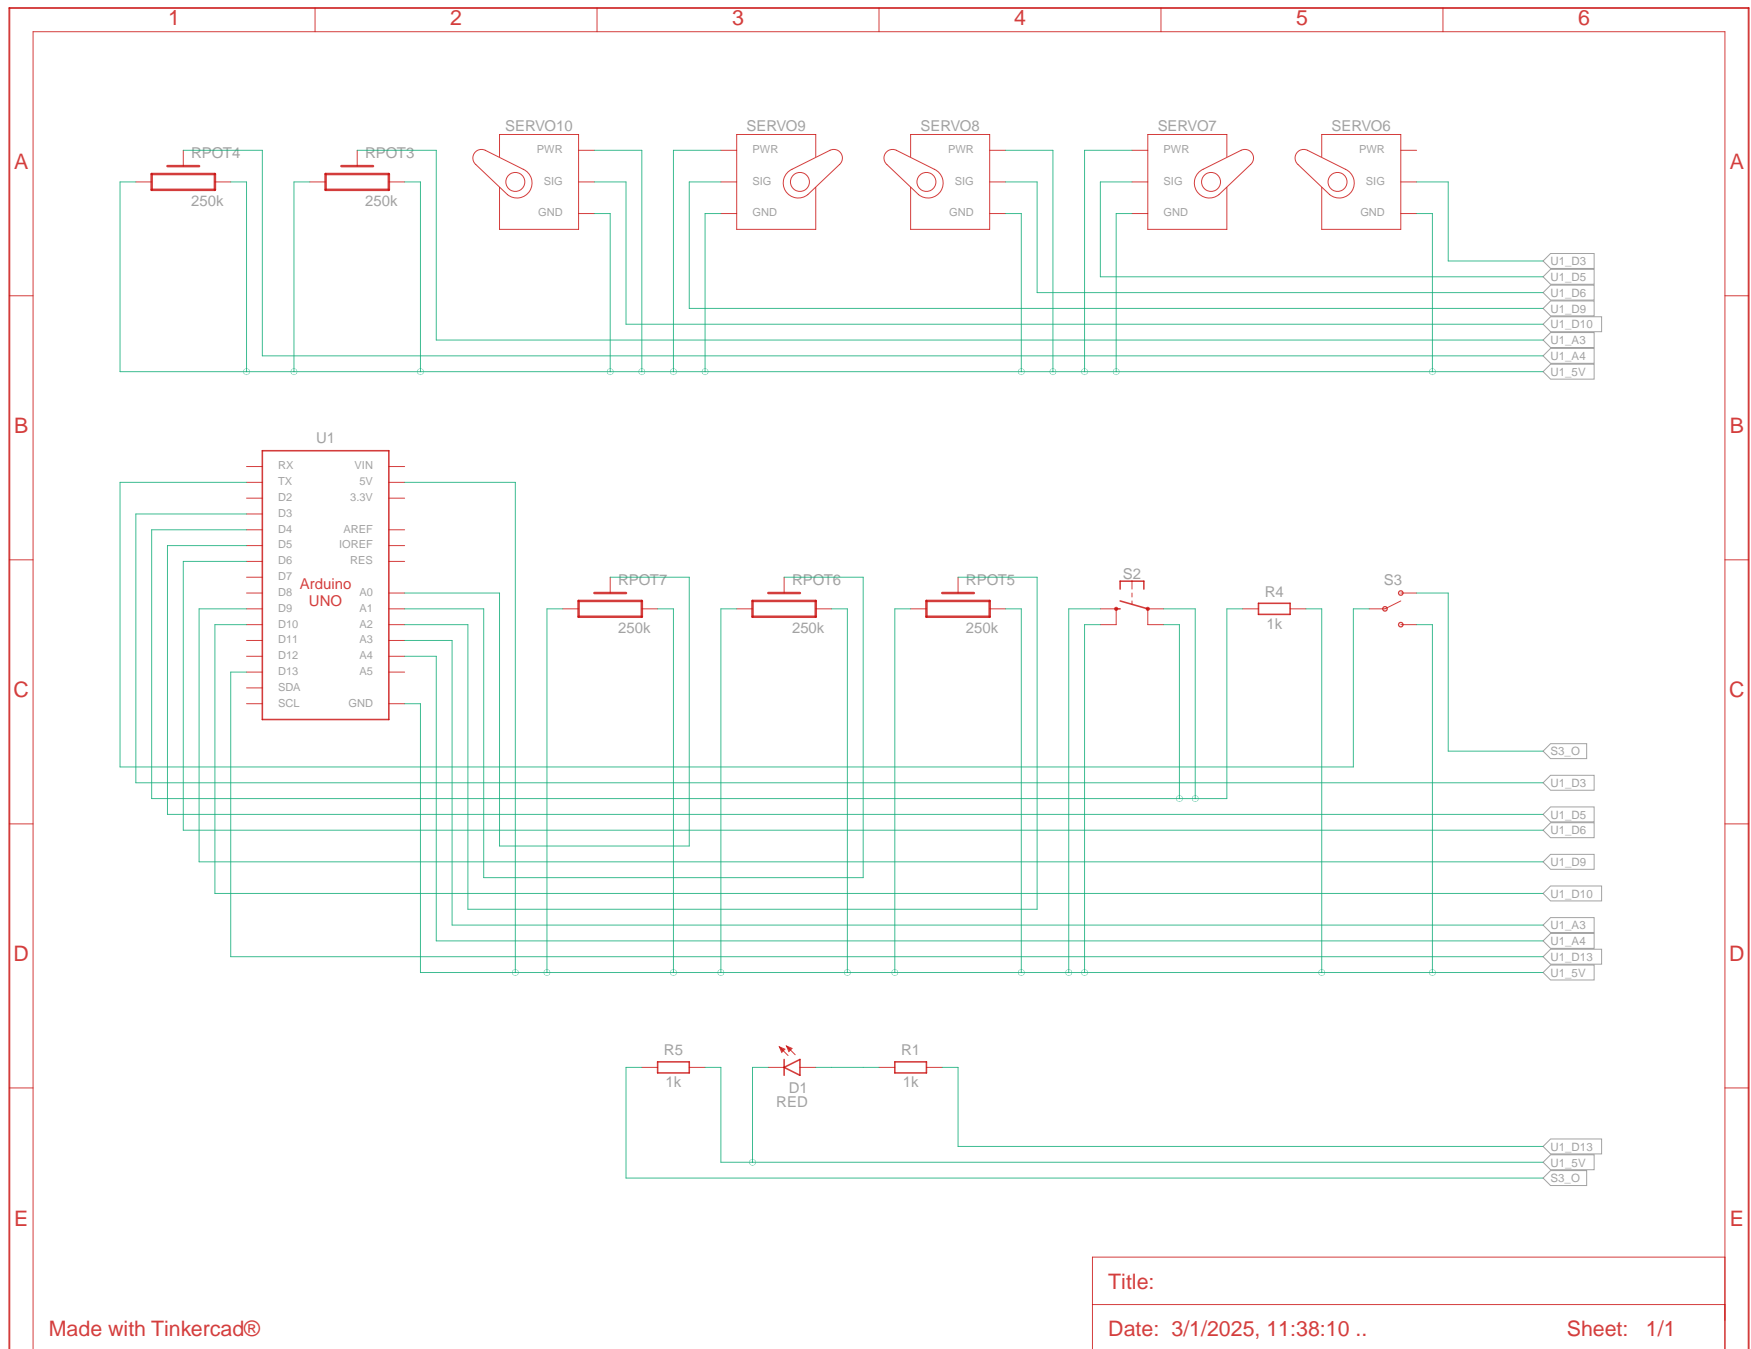 1 2 3 4 5 6
A A
SERVO10 SERVO9 SERVO8 SERVO7 SERVO6
RPOT4 RPOT3
PWR PWR PWR PWR PWR
SIG SIG SIG SIG SIG
250k 250k
GND GND GND GND GND
U1_D3
U1_D5
U1_D6
U1_D9
U1_D10
U1_A3
U1_A4
U1_5V
B B
U1
RX VIN
TX 5V
D2 3.3V
D3
D4 AREF
D5 IOREF
D6 RES
D7
Arduino
D8 A0
UNO
D9 A1
D10 A2
D11 A3
D12 A4
D13 A5
SDA
SCL GND
RPOT7 RPOT6 RPOT5 S2 R4 S3
250k 250k 250k 1k
C C
S3_O
U1_D3
U1_D5
U1_D6
U1_D9
U1_D10
U1_A3
U1_A4
U1_D13
U1_5V
D D
R5 R1
1k D1 1k
RED
U1_D13
U1_5V
S3_O
E E
Title:
Made with Tinkercad®
Date: 3/1/2025, 11:38:10 .. Sheet: 1/1